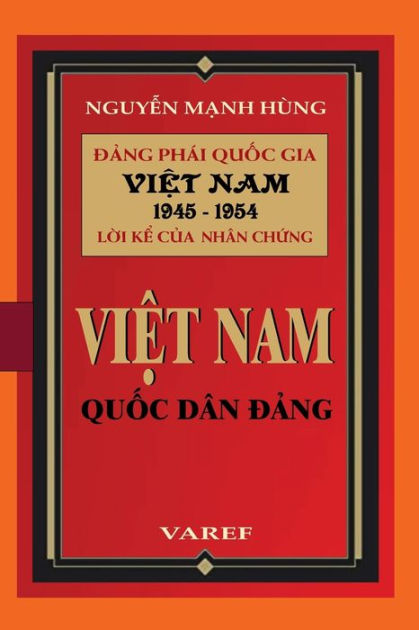 NGUYỄN MẠNH HÙNG
ĐẢNG PHÁI QUỐC GIA
VIỆT NAM
1945 - 1954
LỜI KỂ CỦA NHÂN CHỨNG
VIỆT NAM
QUỐC DÂN ĐẢNG
VAREF